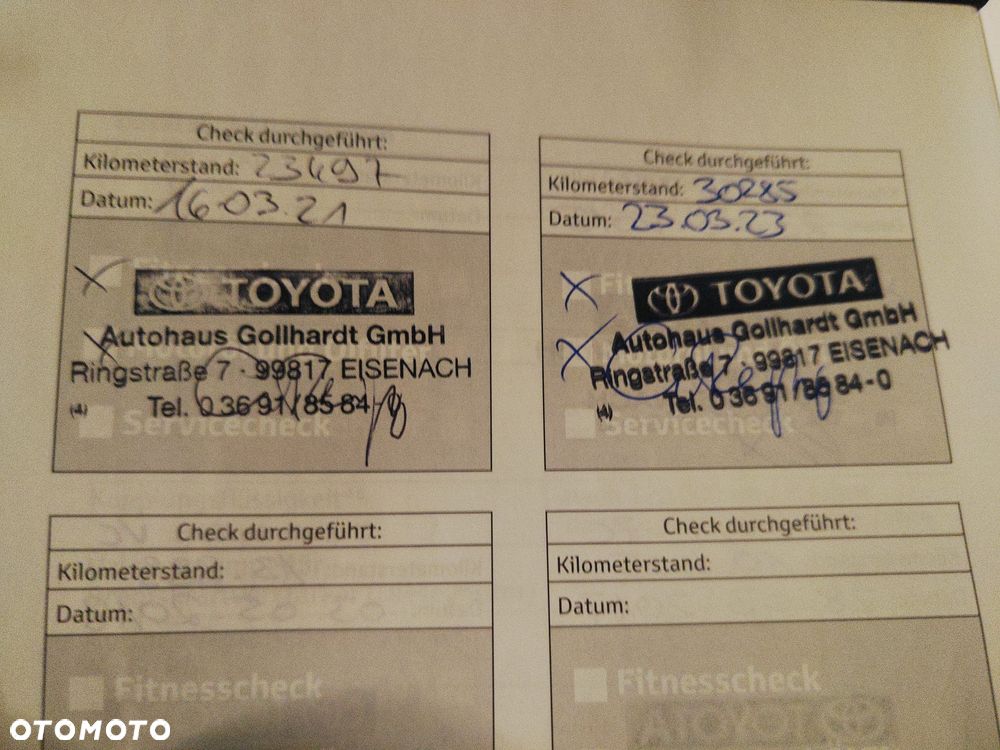 Check durchgeführt:
Kilometerstand: 23497
Datum: 16.03.21
Fitnesscheck
TOYOTA
Autohaus Gollhardt GmbH
Ringstraße 7 - 99817 EISENACH
(4) Tel. 0 36 91 / 85 84-0
Servicecheck
Check durchgeführt:
Kilometerstand: 30285
Datum: 23.03.23
TOYOTA
Autohaus Gollhardt GmbH
Ringstraße 7 - 99817 EISENACH
(4) Tel. 0 36 91 / 85 84-0
Servicecheck
Check durchgeführt:
Kilometerstand:
Datum:
Fitnesscheck
Check durchgeführt:
Kilometerstand:
Datum:
Fitnesscheck
OTOMOTO